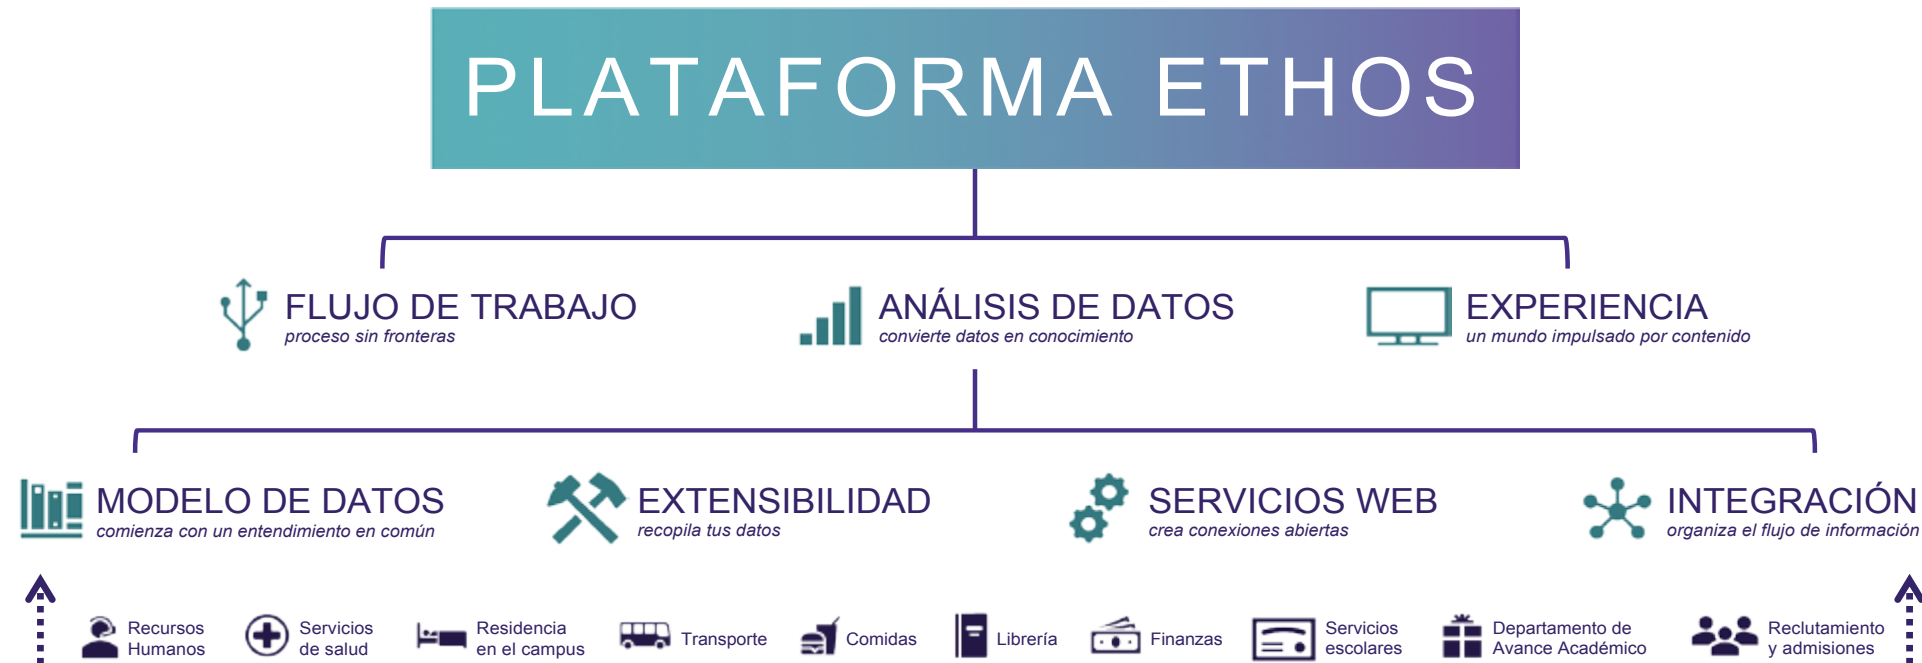 PLATAFORMA ETHOS
FLUJO DE TRABAJO
proceso sin fronteras
ANÁLISIS DE DATOS
convierte datos en conocimiento
EXPERIENCIA
un mundo impulsado por contenido
MODELO DE DATOS
comienza con un entendimiento en común
EXTENSIBILIDAD
recopila tus datos
SERVICIOS WEB
crea conexiones abiertas
INTEGRACIÓN
organiza el flujo de información
Recursos
Humanos
Servicios
de salud
Residencia
en el campus
Transporte
Comidas
Librería
Finanzas
Servicios
escolares
Departamento de
Avance Académico
Reclutamiento
y admisiones